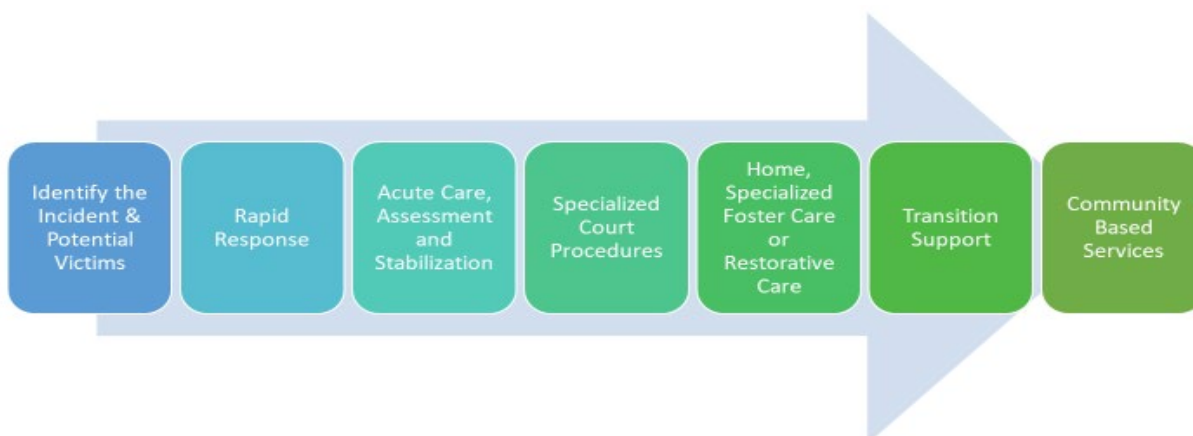 Identify the
Incident &
Potential
Victims
Rapid
Response
Acute Care,
Assessment
and
Stabilization
Specialized
Court
Procedures
Home,
Specialized
Foster Care
or
Restorative
Care
Transition
Support
Community
Based
Services